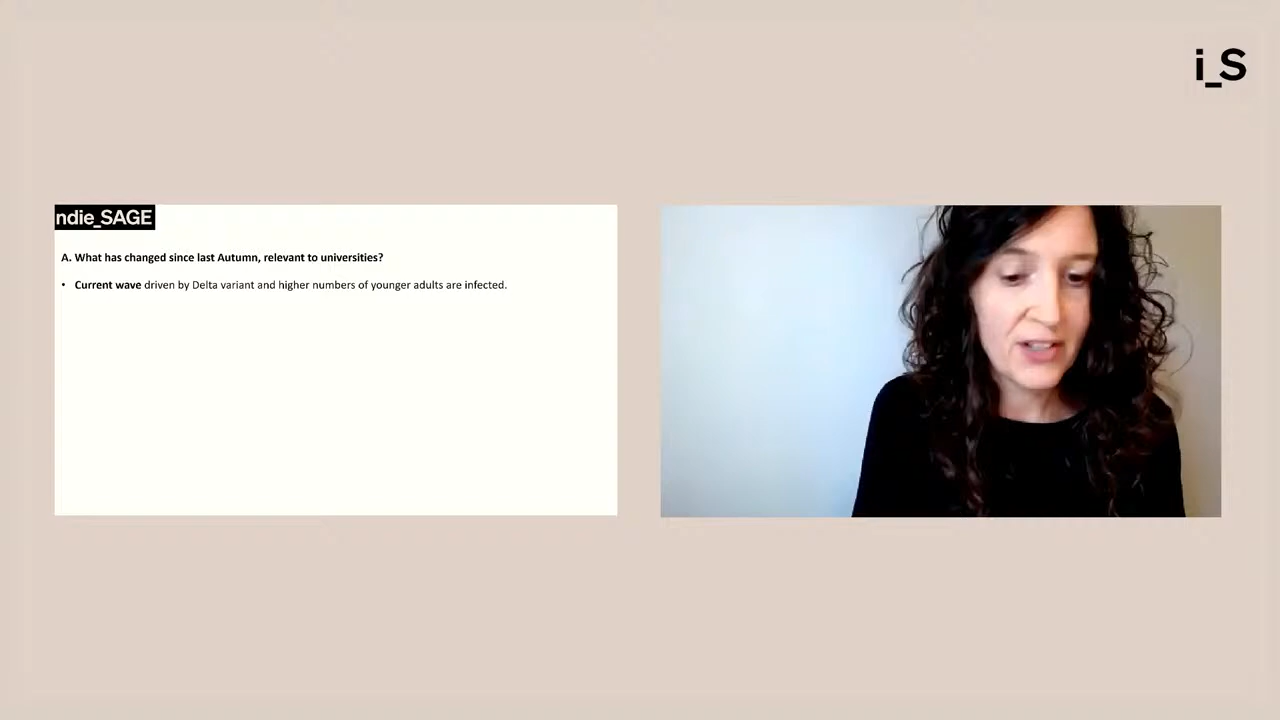 i_S
ndie_SAGE
A. What has changed since last Autumn, relevant to universities?
• Current wave driven by Delta variant and higher numbers of younger adults are infected.